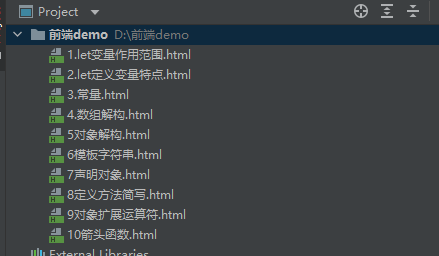 Project
前端demo D:\前端demo
1.let变量作用范围.html
2.let定义变量特点.html
3.常量.html
4.数组解构.html
5对象解构.html
6模板字符串.html
7声明对象.html
8定义方法简写.html
9对象扩展运算符.html
10箭头函数.html
External Libraries